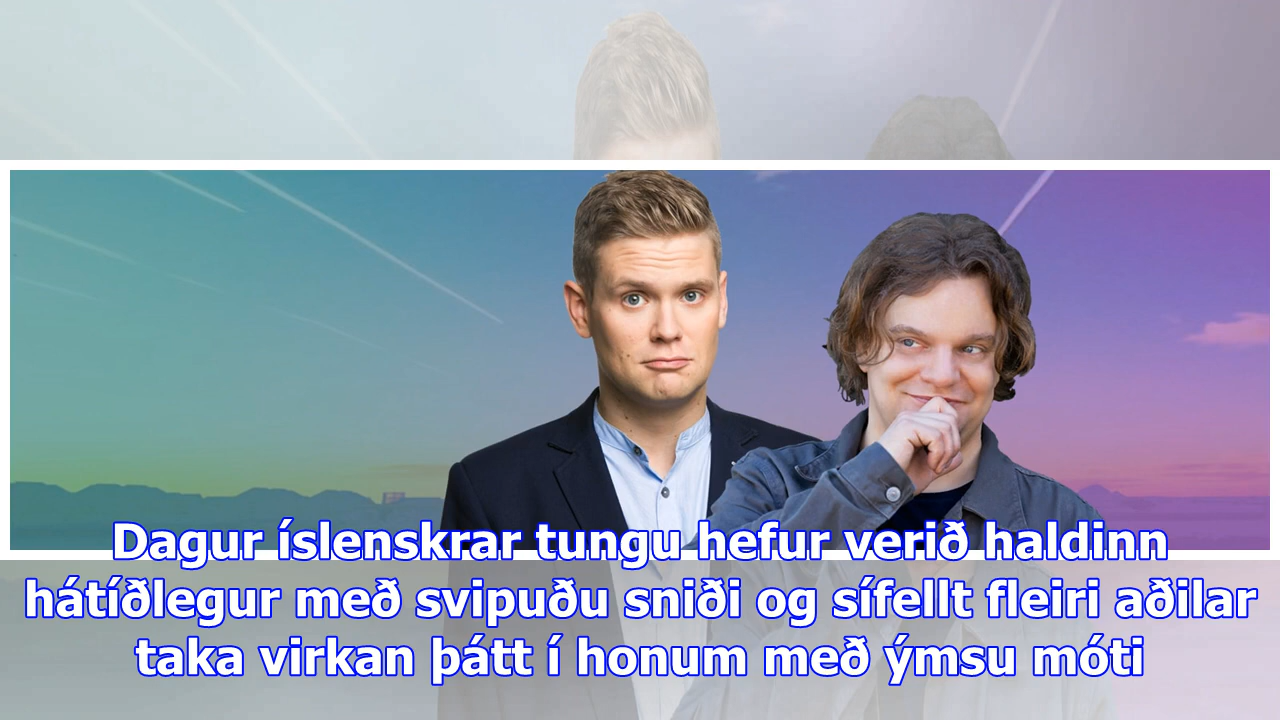 Dagur íslenskrar tungu hefur verið haldinn
hátíðlegur með svipuðu sniði og sífellt fleiri aðilar
taka virkan þátt í honum með ýmsu móti